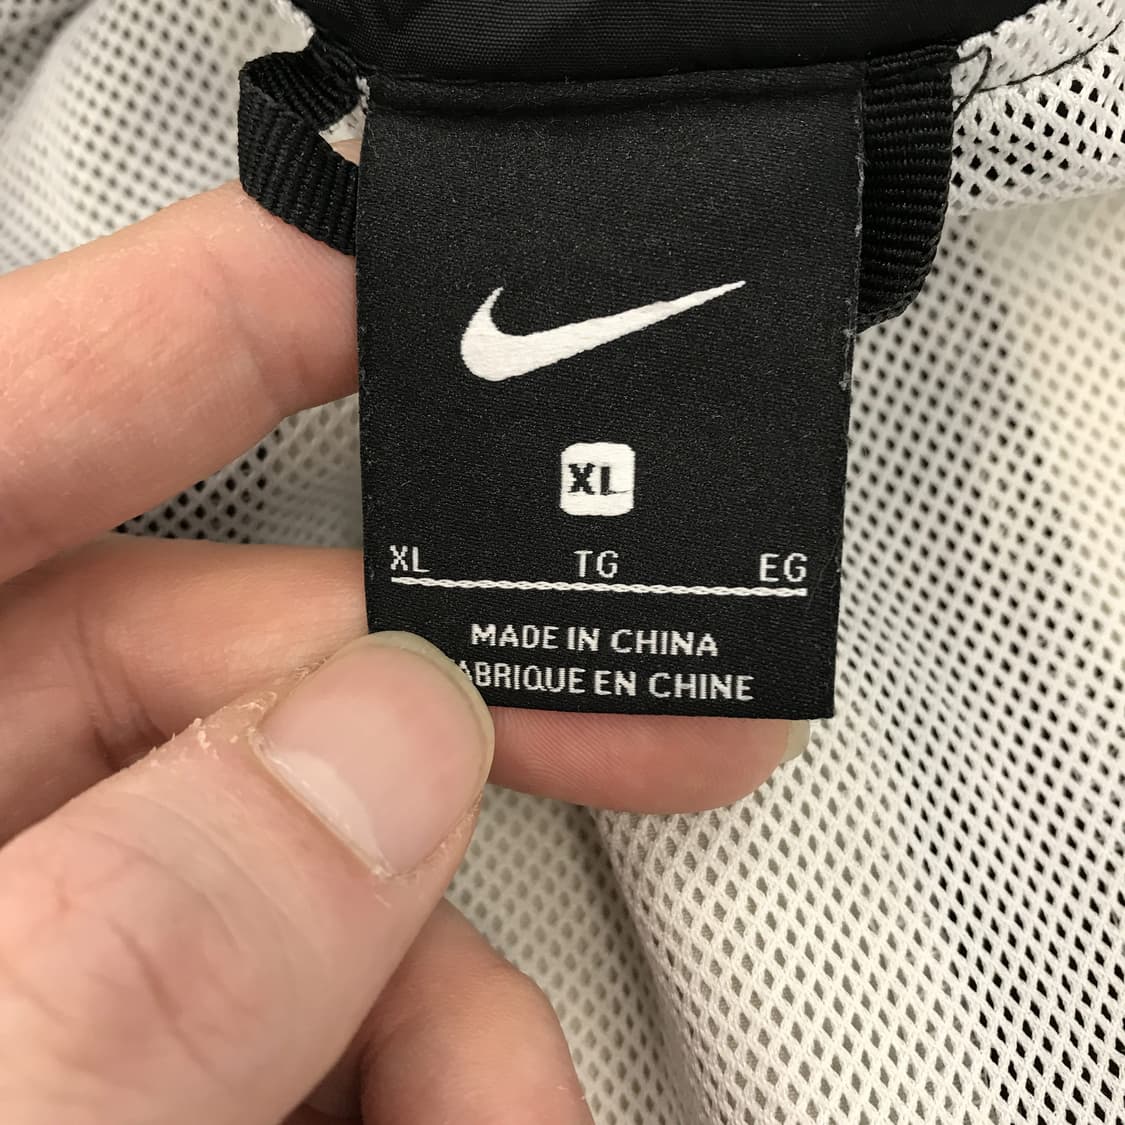 XL
XL TG EG
MADE IN CHINA
ABRIQUE EN CHINE